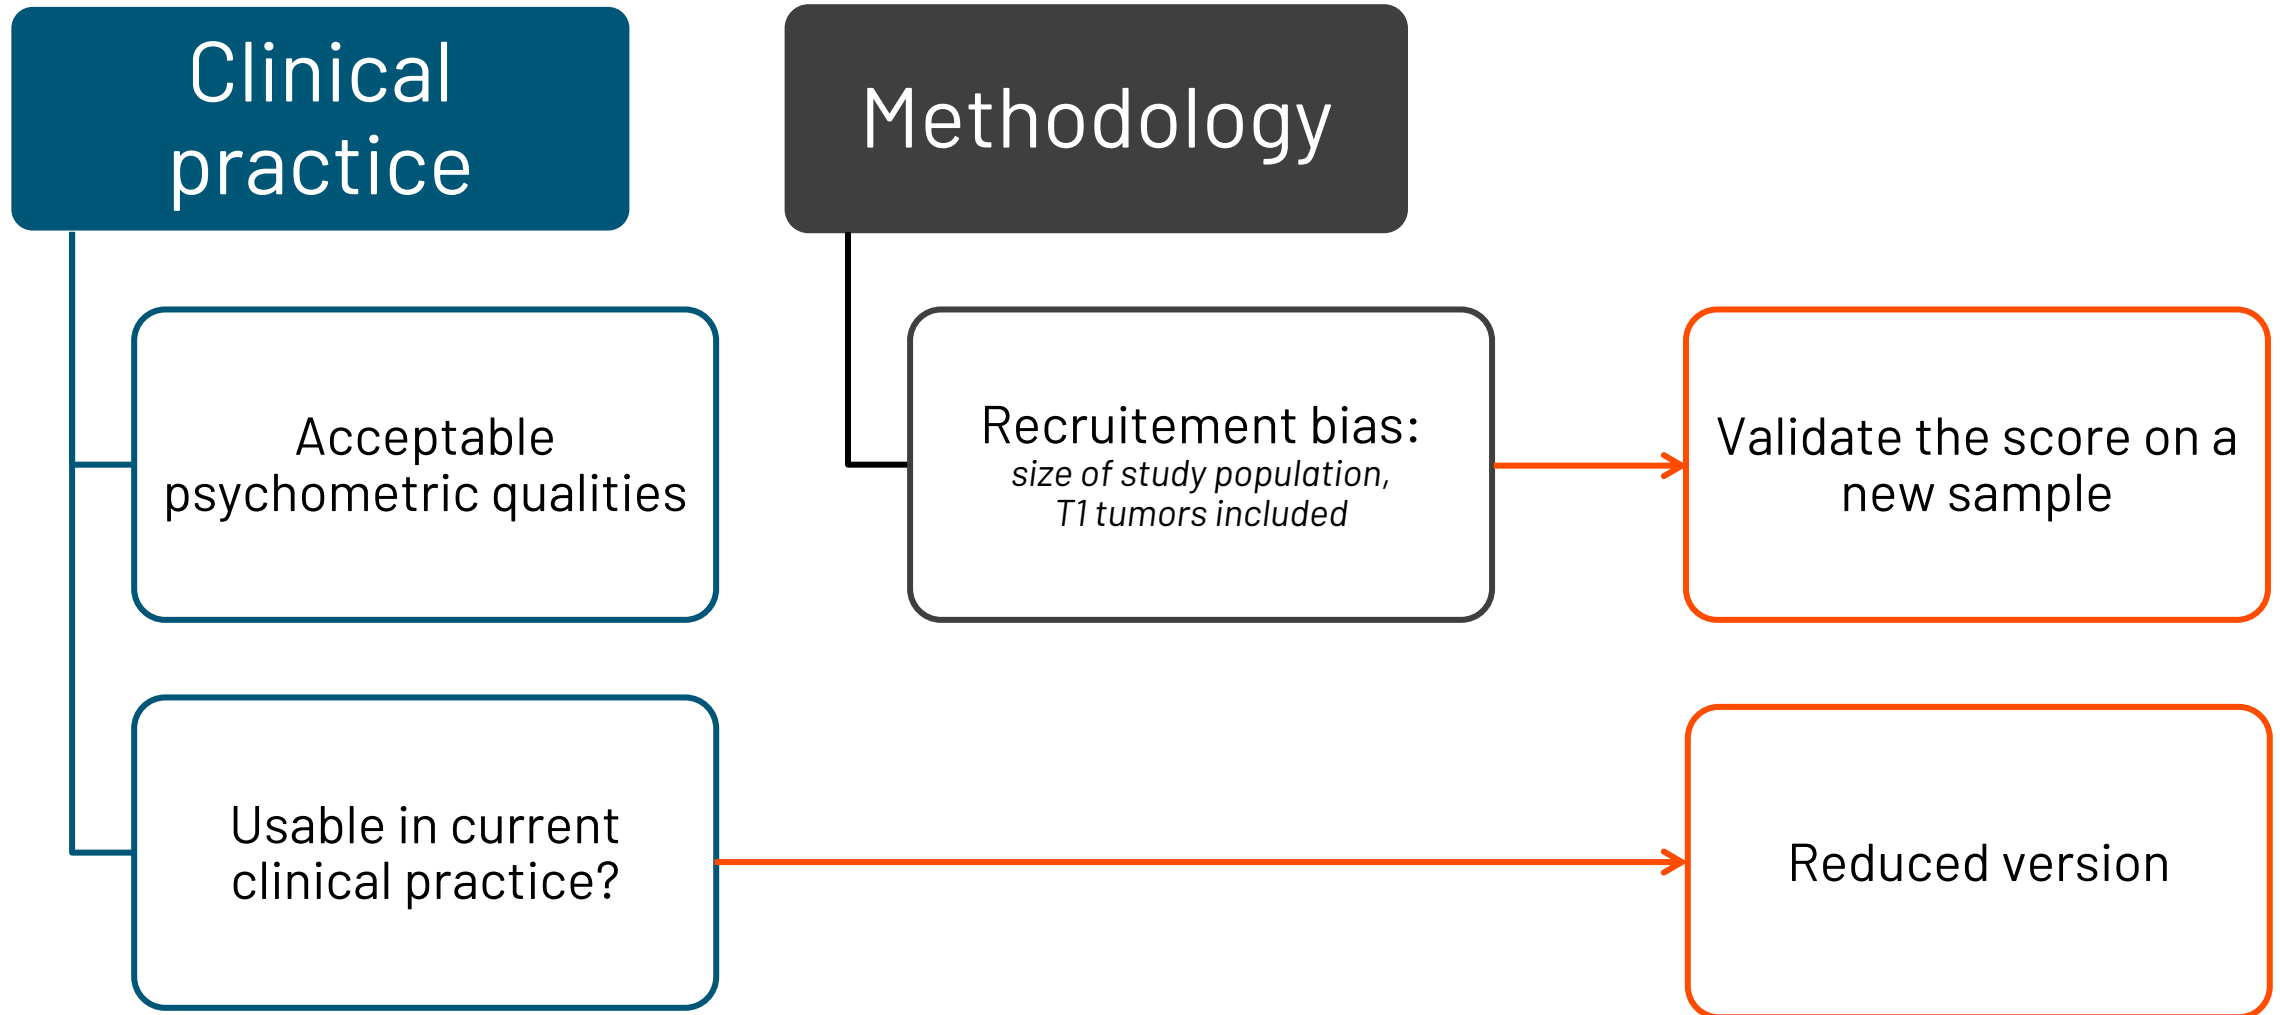 Clinical
practice
Methodology
Acceptable
psychometric qualities
Recruitement bias:
size of study population,
T1 tumors included
Validate the score on a
new sample
Usable in current
clinical practice?
Reduced version